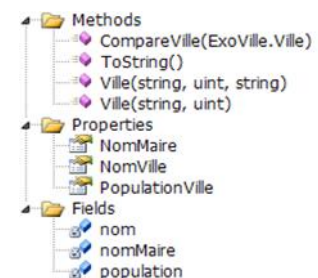 Methods
CompareVille(ExoVille.Ville)
ToString()
Ville(string, uint, string)
Ville(string, uint)
Properties
NomMaire
NomVille
PopulationVille
Fields
nom
nomMaire
population